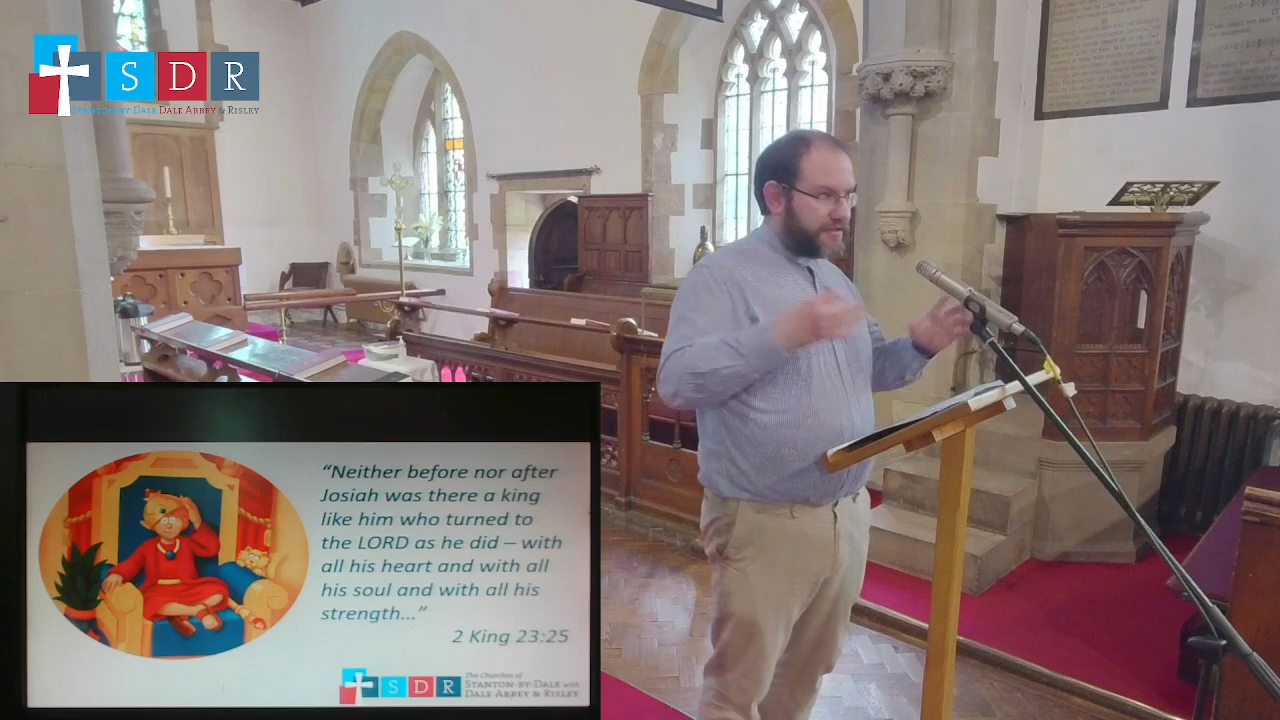 SDR
STANTON-BY-DALE DALE ABBEY & RISLEY
“Neither before nor after
Josiah was there a king
like him who turned to
the LORD as he did – with
all his heart and with all
his soul and with all his
strength...”
2 King 23:25
The Churches of
SDR
STANTON-BY-DALE with
DALE ABBEY & RISLEY